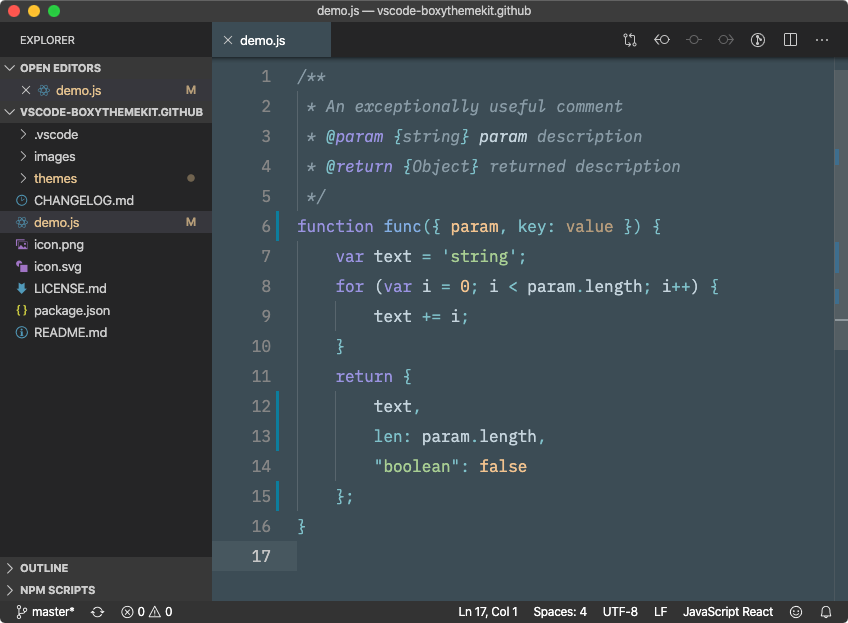 demo.js — vscode-boxythemekit.github
EXPLORER
OPEN EDITORS
demo.js M
VSCODE-BOXYTHEMEKIT.GITHUB
.vscode
images
themes
CHANGELOG.md
demo.js M
icon.png
icon.svg
LICENSE.md
{} package.json
README.md
OUTLINE
NPM SCRIPTS
demo.js
1 /**
2  * An exceptionally useful comment
3  * @param {string} param description
4  * @return {Object} returned description
5  */
6 function func({ param, key: value }) {
7     var text = 'string';
8     for (var i = 0; i < param.length; i++) {
9         text += i;
10     }
11     return {
12         text,
13         len: param.length,
14         "boolean": false
15     };
16 }
17
master* 0 0 Ln 17, Col 1 Spaces: 4 UTF-8 LF JavaScript React